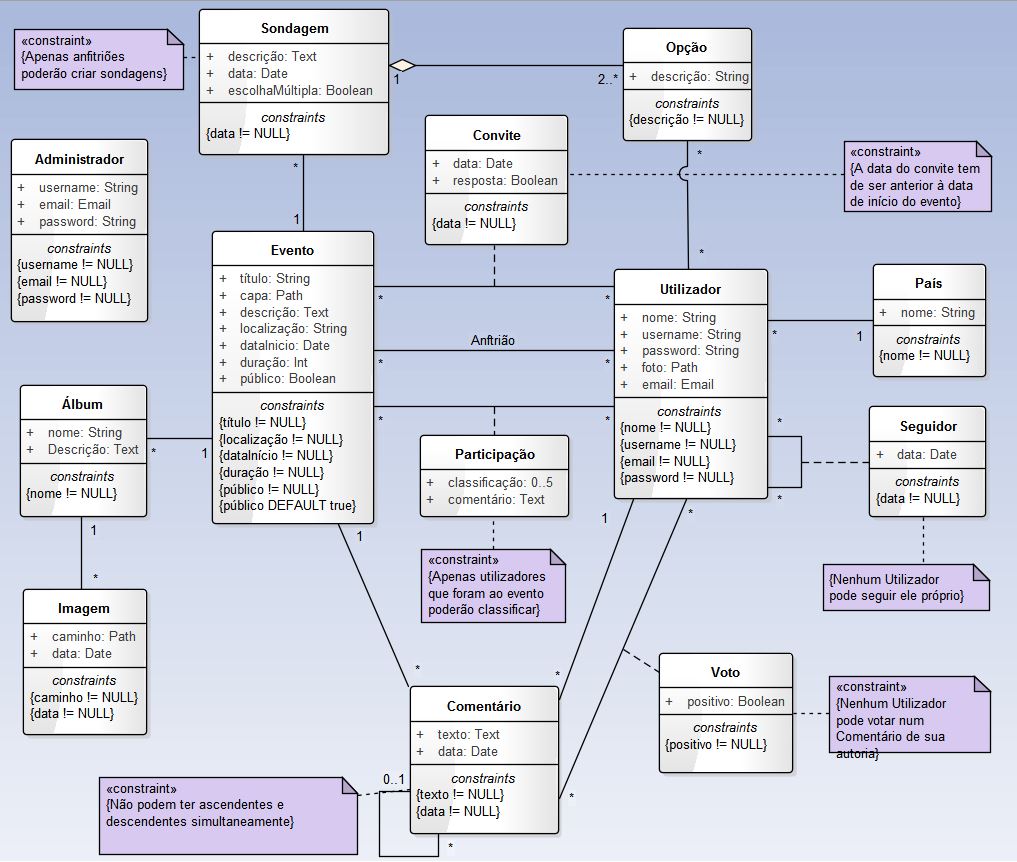 «constraint»
{Apenas anfitriões
poderão criar sondagens}
Sondagem
+ descrição: Text
+ data: Date
+ escolhaMúltipla: Boolean
constraints
{data != NULL}
1
2..*
Opção
+ descrição: String
constraints
{descrição != NULL}
Convite
+ data: Date
+ resposta: Boolean
constraints
{data != NULL}
«constraint»
{A data do convite tem
de ser anterior à data
de início do evento}
Administrador
+ username: String
+ email: Email
+ password: String
constraints
{username != NULL}
{email != NULL}
{password != NULL}
*
1
*
*
Evento
+ título: String
+ capa: Path
+ descrição: Text
+ localização: String
+ dataInicio: Date
+ duração: Int
+ público: Boolean
constraints
{título != NULL}
{localização != NULL}
{dataInício != NULL}
{duração != NULL}
{público != NULL}
{público DEFAULT true}
*
*
Anftrião
*
*
*
*
Utilizador
+ nome: String
+ username: String
+ password: String
+ foto: Path
+ email: Email
constraints
{nome != NULL}
{username != NULL}
{email != NULL}
{password != NULL}
*
1
País
+ nome: String
constraints
{nome != NULL}
Álbum
+ nome: String
+ Descrição: Text
constraints
{nome != NULL}
*
1
Participação
+ classificação: 0..5
+ comentário: Text
*
*
Seguidor
+ data: Date
constraints
{data != NULL}
1
*
1
1
*
«constraint»
{Apenas utilizadores
que foram ao evento
poderão classificar}
{Nenhum Utilizador
pode seguir ele próprio}
Imagem
+ caminho: Path
+ data: Date
constraints
{caminho != NULL}
{data != NULL}
*
*
Comentário
+ texto: Text
+ data: Date
constraints
{texto != NULL}
{data != NULL}
*
Voto
+ positivo: Boolean
constraints
{positivo != NULL}
«constraint»
{Nenhum Utilizador
pode votar num
Comentário de sua
autoria}
«constraint»
{Não podem ter ascendentes e
descendentes simultaneamente}
0..1
*